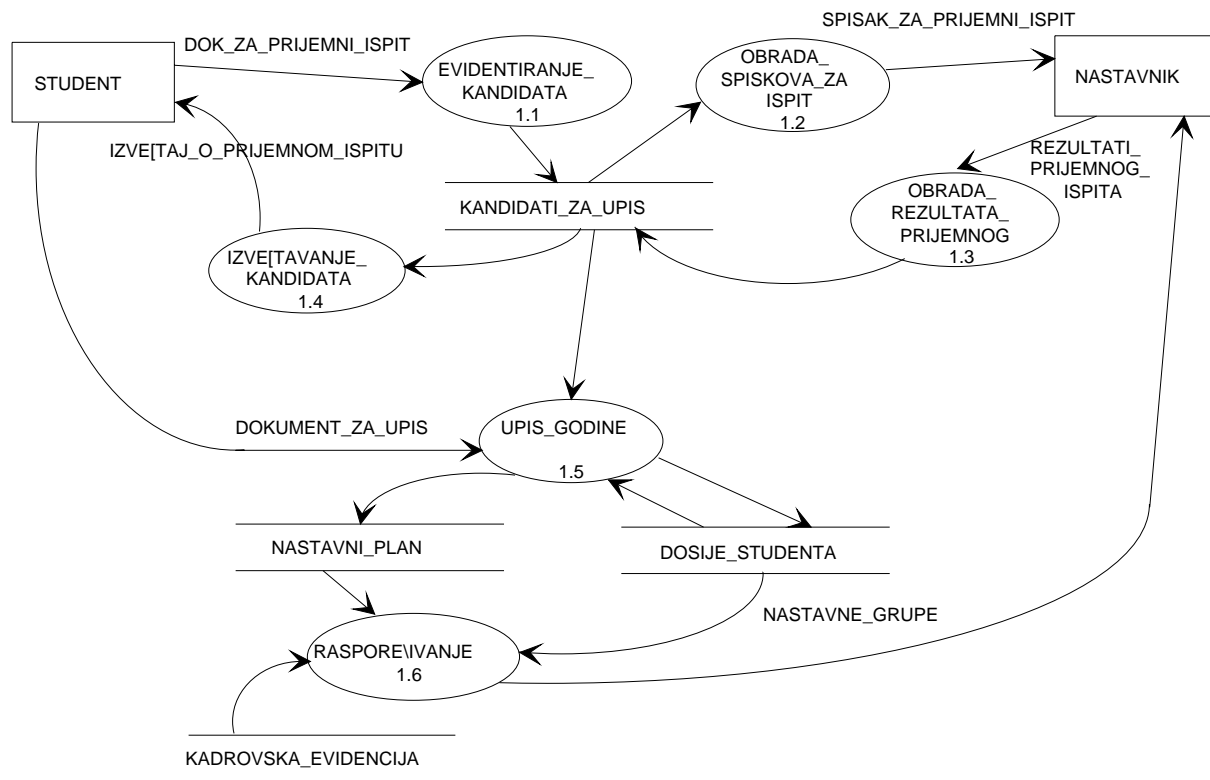 SPISAK_ZA_PRIJEMNI_ISPIT
DOK_ZA_PRIJEMNI_ISPIT
STUDENT
EVIDENTIRANJE_
KANDIDATA
1.1
OBRADA_
SPISKOVA_ZA
ISPIT
1.2
NASTAVNIK
IZVE[TAJ_O_PRIJEMNOM_ISPITU
REZULTATI_
PRIJEMNOG_
ISPITA
KANDIDATI_ZA_UPIS
OBRADA_
REZULTATA_
PRIJEMNOG
1.3
IZVE[TAVANJE_
KANDIDATA
1.4
DOKUMENT_ZA_UPIS
UPIS_GODINE
1.5
NASTAVNI_PLAN
DOSIJE_STUDENTA
NASTAVNE_GRUPE
RASPORE\IVANJE
1.6
KADROVSKA_EVIDENCIJA